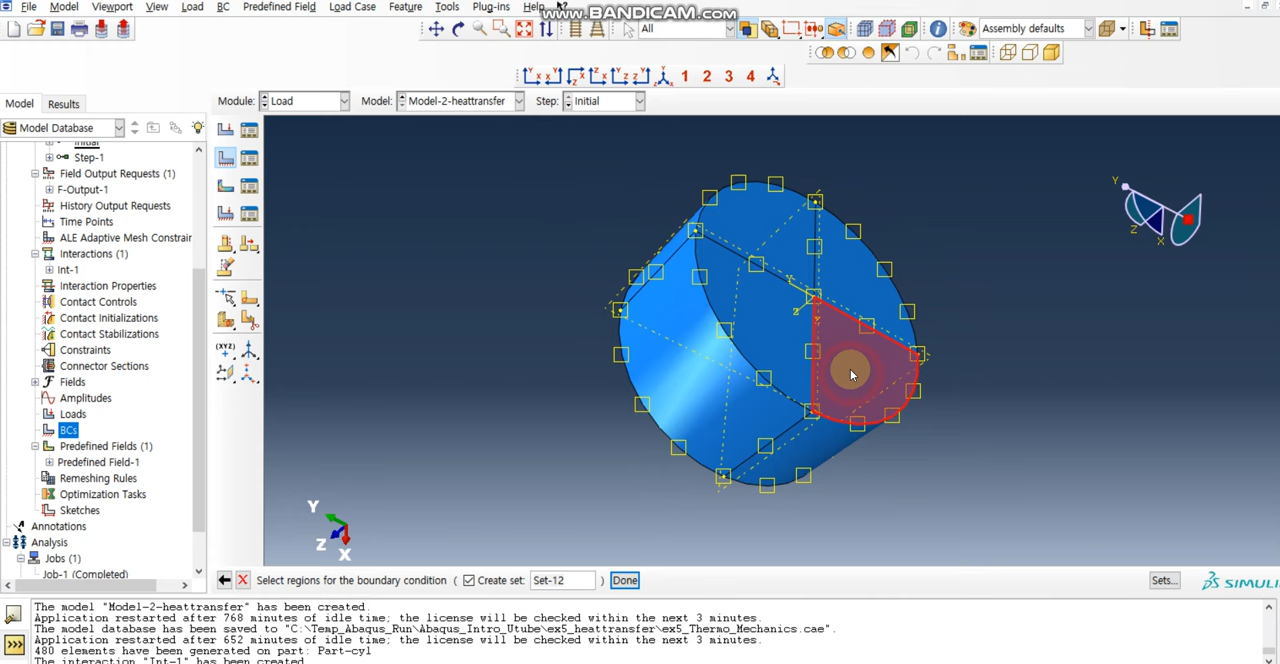 File Model Viewport View Load BC Predefined Field Load Case Feature Tools Plug-ins Help
www.BANDICAM.com
All
Assembly defaults
1 2 3 4
Model Results
Module: Load Model: Model-2-heattransfer Step: Initial
Model Database
Initial
Step-1
Field Output Requests (1)
F-Output-1
History Output Requests
Time Points
ALE Adaptive Mesh Constrain
Interactions (1)
Int-1
Interaction Properties
Contact Controls
Contact Initializations
Contact Stabilizations
Constraints
Connector Sections
Fields
Amplitudes
Loads
BCs
Predefined Fields (1)
Predefined Field-1
Remeshing Rules
Optimization Tasks
Sketches
Annotations
Analysis
Jobs (1)
Job-1 (Completed)
(XYZ)
Y
Z
X
Y
Z
X
Y
Z
X
Select regions for the boundary condition ( Create set: Set-12 ) Done
Sets...
SIMULI
The model "Model-2-heattransfer" has been created.
Application restarted after 768 minutes of idle time; the license will be checked within the next 3 minutes.
The model database has been saved to "C:\Temp_Abaqus_Run\Abaqus_Intro_Utube\ex5_heattransfer\ex5_Thermo_Mechanics.cae".
Application restarted after 652 minutes of idle time; the license will be checked within the next 3 minutes.
480 elements have been generated on part: Part-cyl
The interaction "Int-1" has been created